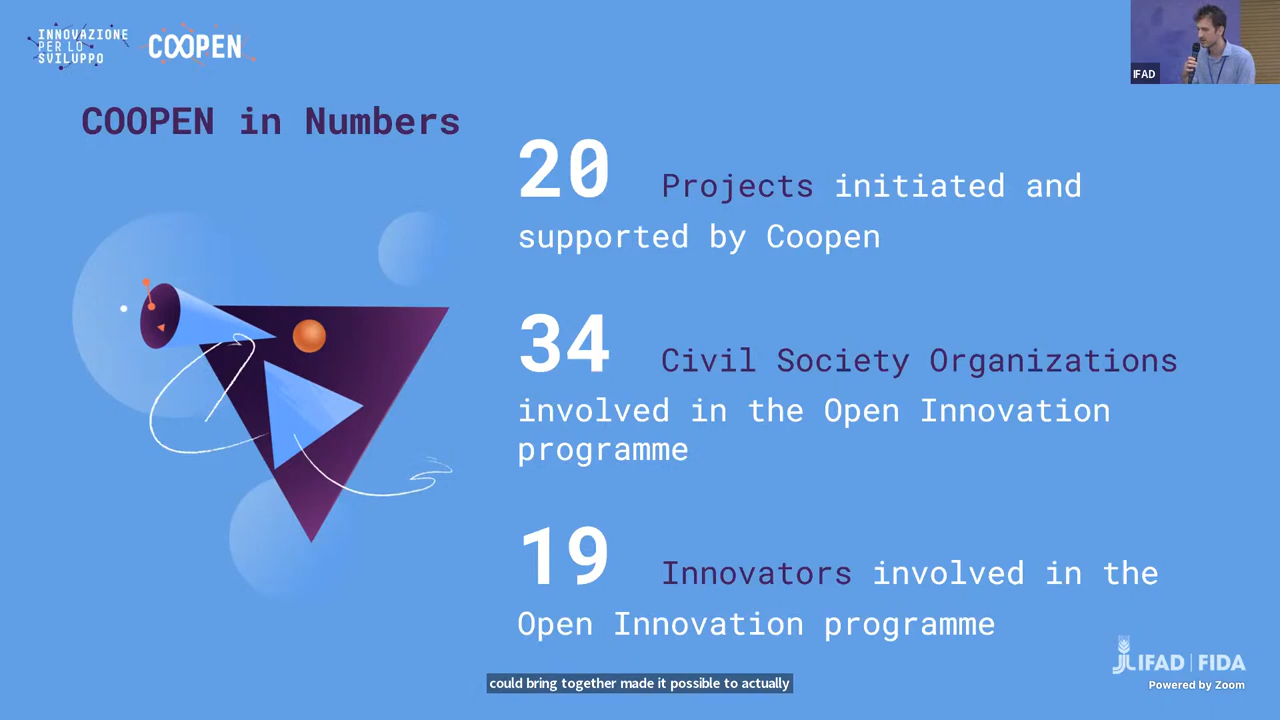 INNOVAZIONE
PER LO
SVILUPPO
COOPEN
IFAD
COOPEN in Numbers
20 Projects initiated and
supported by Coopen
34 Civil Society Organizations
involved in the Open Innovation
programme
19 Innovators involved in the
Open Innovation programme
IFAD | FIDA
could bring together made it possible to actually
Powered by Zoom